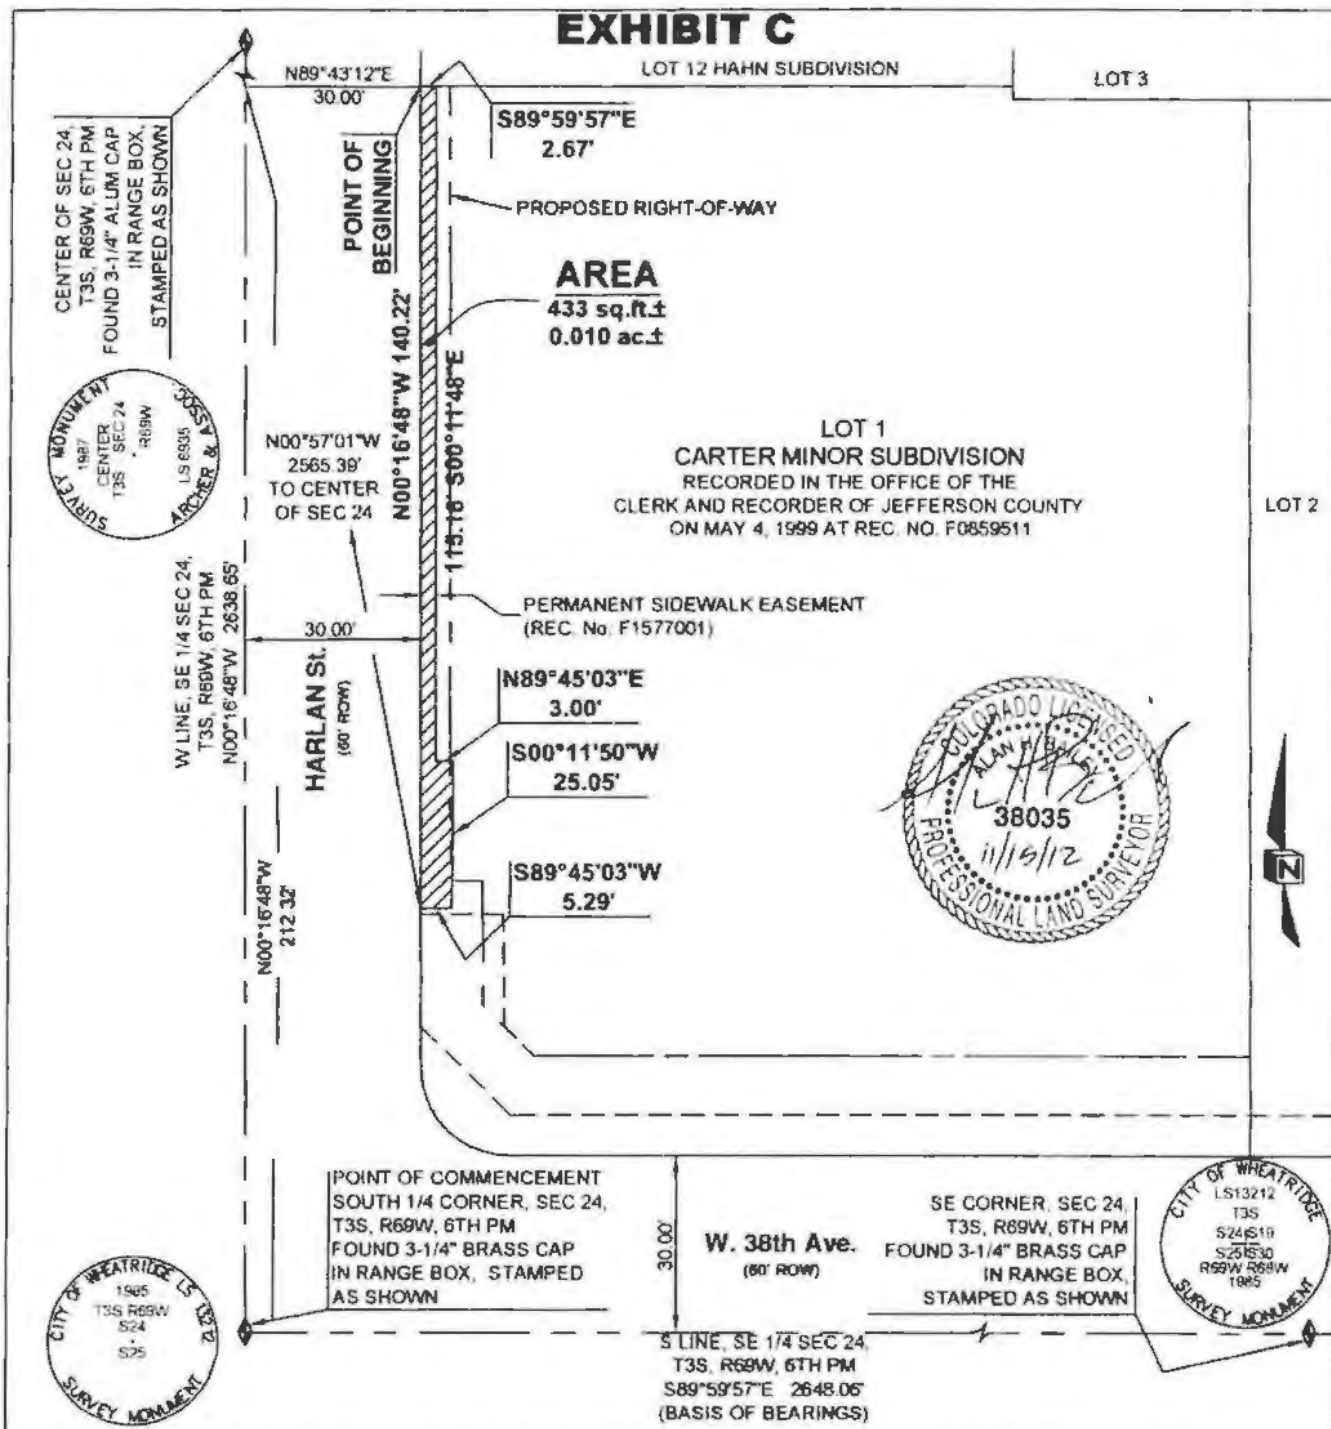 EXHIBIT C
N89°43'12"E
30.00'
LOT 12 HAHN SUBDIVISION
LOT 3
S89°59'57"E
2.67'
CENTER OF SEC 24,
T3S, R69W, 6TH PM
FOUND 3-1/4" ALUM CAP
IN RANGE BOX,
STAMPED AS SHOWN
POINT OF
BEGINNING
PROPOSED RIGHT-OF-WAY
AREA
433 sq.ft.±
0.010 ac.±
N00°16'48"W 140.22'
115.16' S00°11'48"E
SURVEY MONUMENT
1987
CENTER
T3S SEC 24
R69W
LS 6935
ARCHER & ASSOC
N00°57'01"W
2565.39'
TO CENTER
OF SEC 24
LOT 1
CARTER MINOR SUBDIVISION
RECORDED IN THE OFFICE OF THE
CLERK AND RECORDER OF JEFFERSON COUNTY
ON MAY 4, 1999 AT REC. NO. F0859511
LOT 2
W LINE, SE 1/4 SEC 24,
T3S, R69W, 6TH PM
N00°16'48"W 2638.65'
PERMANENT SIDEWALK EASEMENT
(REC. No. F1577001)
30.00'
HARLAN St.
(60' ROW)
N89°45'03"E
3.00'
S00°11'50"W
25.05'
S89°45'03"W
5.29'
COLORADO LICENSED
ALAN H. BAILEY
38035
11/15/12
PROFESSIONAL LAND SURVEYOR
N
N00°16'48"W
212.32'
POINT OF COMMENCEMENT
SOUTH 1/4 CORNER, SEC 24,
T3S, R69W, 6TH PM
FOUND 3-1/4" BRASS CAP
IN RANGE BOX, STAMPED
AS SHOWN
30.00'
W. 38th Ave.
(60' ROW)
SE CORNER, SEC 24,
T3S, R69W, 6TH PM
FOUND 3-1/4" BRASS CAP
IN RANGE BOX,
STAMPED AS SHOWN
CITY OF WHEATRIDGE
LS13212
T3S
S24|S19
S25|S30
R69W R68W
1985
SURVEY MONUMENT
CITY OF WHEATRIDGE LS 13212
1985
T3S R69W
S24
S25
SURVEY MONUMENT
S LINE, SE 1/4 SEC 24,
T3S, R69W, 6TH PM
S89°59'57"E 2648.06'
(BASIS OF BEARINGS)